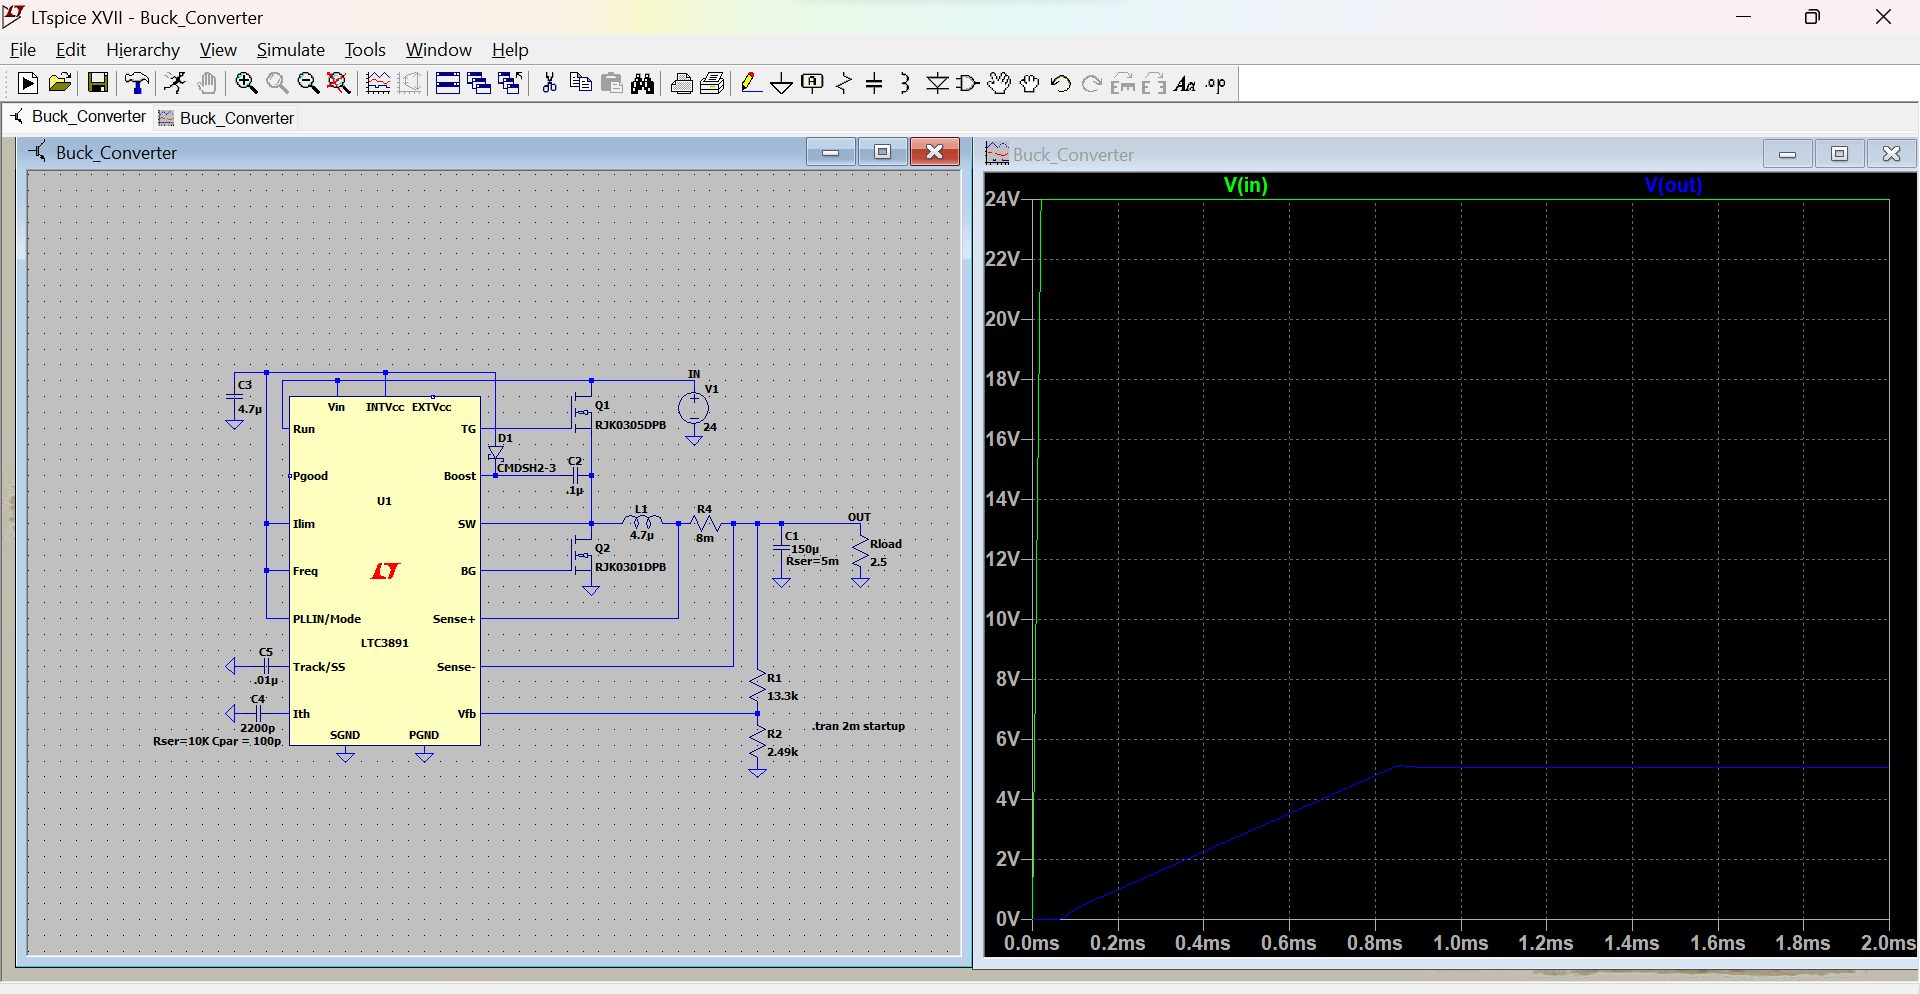 LTspice XVII - Buck_Converter
File Edit Hierarchy View Simulate Tools Window Help
Buck_Converter Buck_Converter
Buck_Converter
IN
C3
V1
4.7µ
Vin INTVcc EXTVcc
Q1
Run
TG
RJK0305DPB
24
D1
C2
CMDSH2-3
Pgood
Boost
.1µ
U1
L1
R4
OUT
Ilim
SW
4.7µ
8m
C1
Rload
150µ
Q2
Rser=5m
2.5
Freq
BG
RJK0301DPB
PLLIN/Mode
Sense+
LTC3891
C5
Track/SS
Sense-
.01µ
R1
13.3k
C4
Ith
Vfb
2200p
.tran 2m startup
SGND PGND
R2
Rser=10K Cpar = 100p
2.49k
Buck_Converter
V(in) V(out)
24V
22V
20V
18V
16V
14V
12V
10V
8V
6V
4V
2V
0V
0.0ms 0.2ms 0.4ms 0.6ms 0.8ms 1.0ms 1.2ms 1.4ms 1.6ms 1.8ms 2.0ms